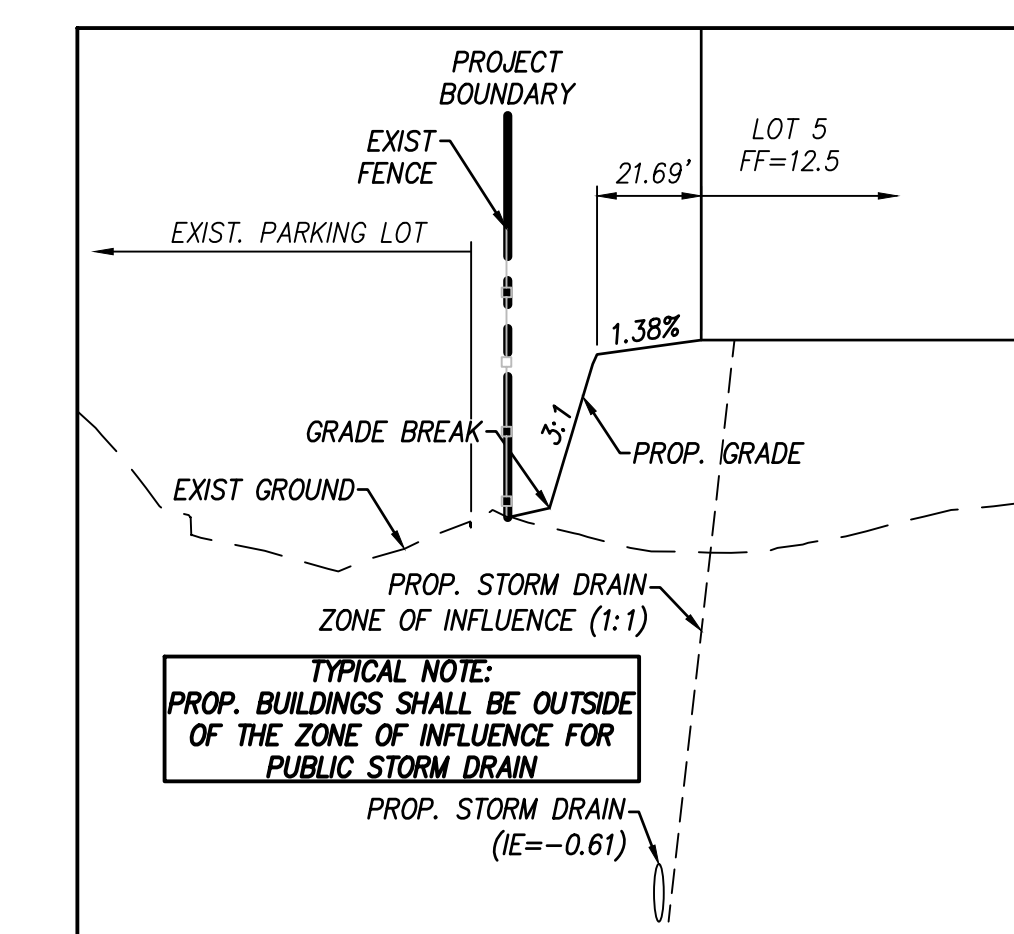 PROJECT
BOUNDARY
EXIST
FENCE
LOT 5
FF=12.5
21.69'
EXIST. PARKING LOT
1.38%
3:1
GRADE BREAK
PROP. GRADE
EXIST GROUND
PROP. STORM DRAIN
ZONE OF INFLUENCE (1:1)
TYPICAL NOTE:
PROP. BUILDINGS SHALL BE OUTSIDE
OF THE ZONE OF INFLUENCE FOR
PUBLIC STORM DRAIN
PROP. STORM DRAIN
(IE=-0.61)